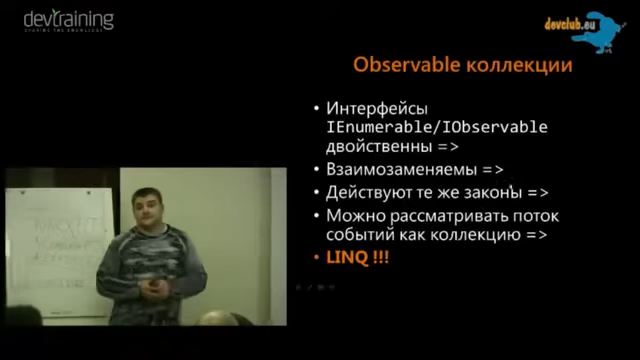 devtraining
SHARING THE KNOWLEDGE
devclub.eu
Observable коллекции
• Интерфейсы
IEnumerable/IObservable
двойственны =>
• Взаимозаменяемы =>
• Действуют те же законы =>
• Можно рассматривать поток
событий как коллекцию =>
• LINQ !!!